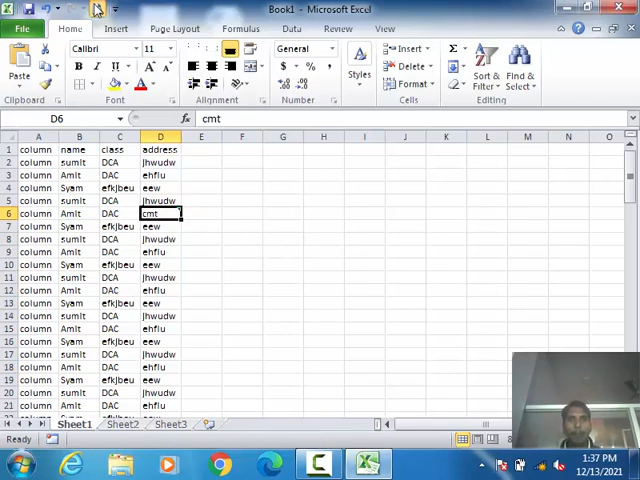 Book1 - Microsoft Excel
File Home Insert Page Layout Formulas Data Review View
Calibri 11 General Insert Σ
Paste B I U A A A $ % , Styles Delete Sort & Filter Find & Select
Format
Clipboard Font Alignment Number Cells Editing
D6 fx cmt
A B C D E F G H I J K L M N O
1 column name class address
2 column sumit DCA jhwudw
3 column Amit DAC ehfiu
4 column Syam efkjbeu eew
5 column sumit DCA jhwudw
6 column Amit DAC cmt
7 column Syam efkjbeu eew
8 column sumit DCA jhwudw
9 column Amit DAC ehfiu
10 column Syam efkjbeu eew
11 column sumit DCA jhwudw
12 column Amit DAC ehfiu
13 column Syam efkjbeu eew
14 column sumit DCA jhwudw
15 column Amit DAC ehfiu
16 column Syam efkjbeu eew
17 column sumit DCA jhwudw
18 column Amit DAC ehfiu
19 column Syam efkjbeu eew
20 column sumit DCA jhwudw
21 column Amit DAC ehfiu
Sheet1 Sheet2 Sheet3
Ready
1:37 PM
12/13/2021